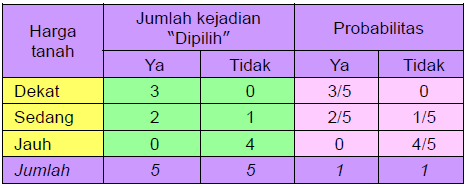 Harga tanah Jumlah kejadian "Dipilih" Probabilitas
Ya Tidak Ya Tidak
Dekat 3 0 3/5 0
Sedang 2 1 2/5 1/5
Jauh 0 4 0 4/5
Jumlah 5 5 1 1